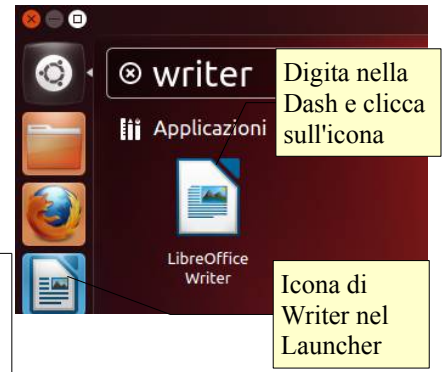 writer
Digita nella
Dash e clicca
sull'icona
Applicazioni
LibreOffice
Writer
Icona di
Writer nel
Launcher